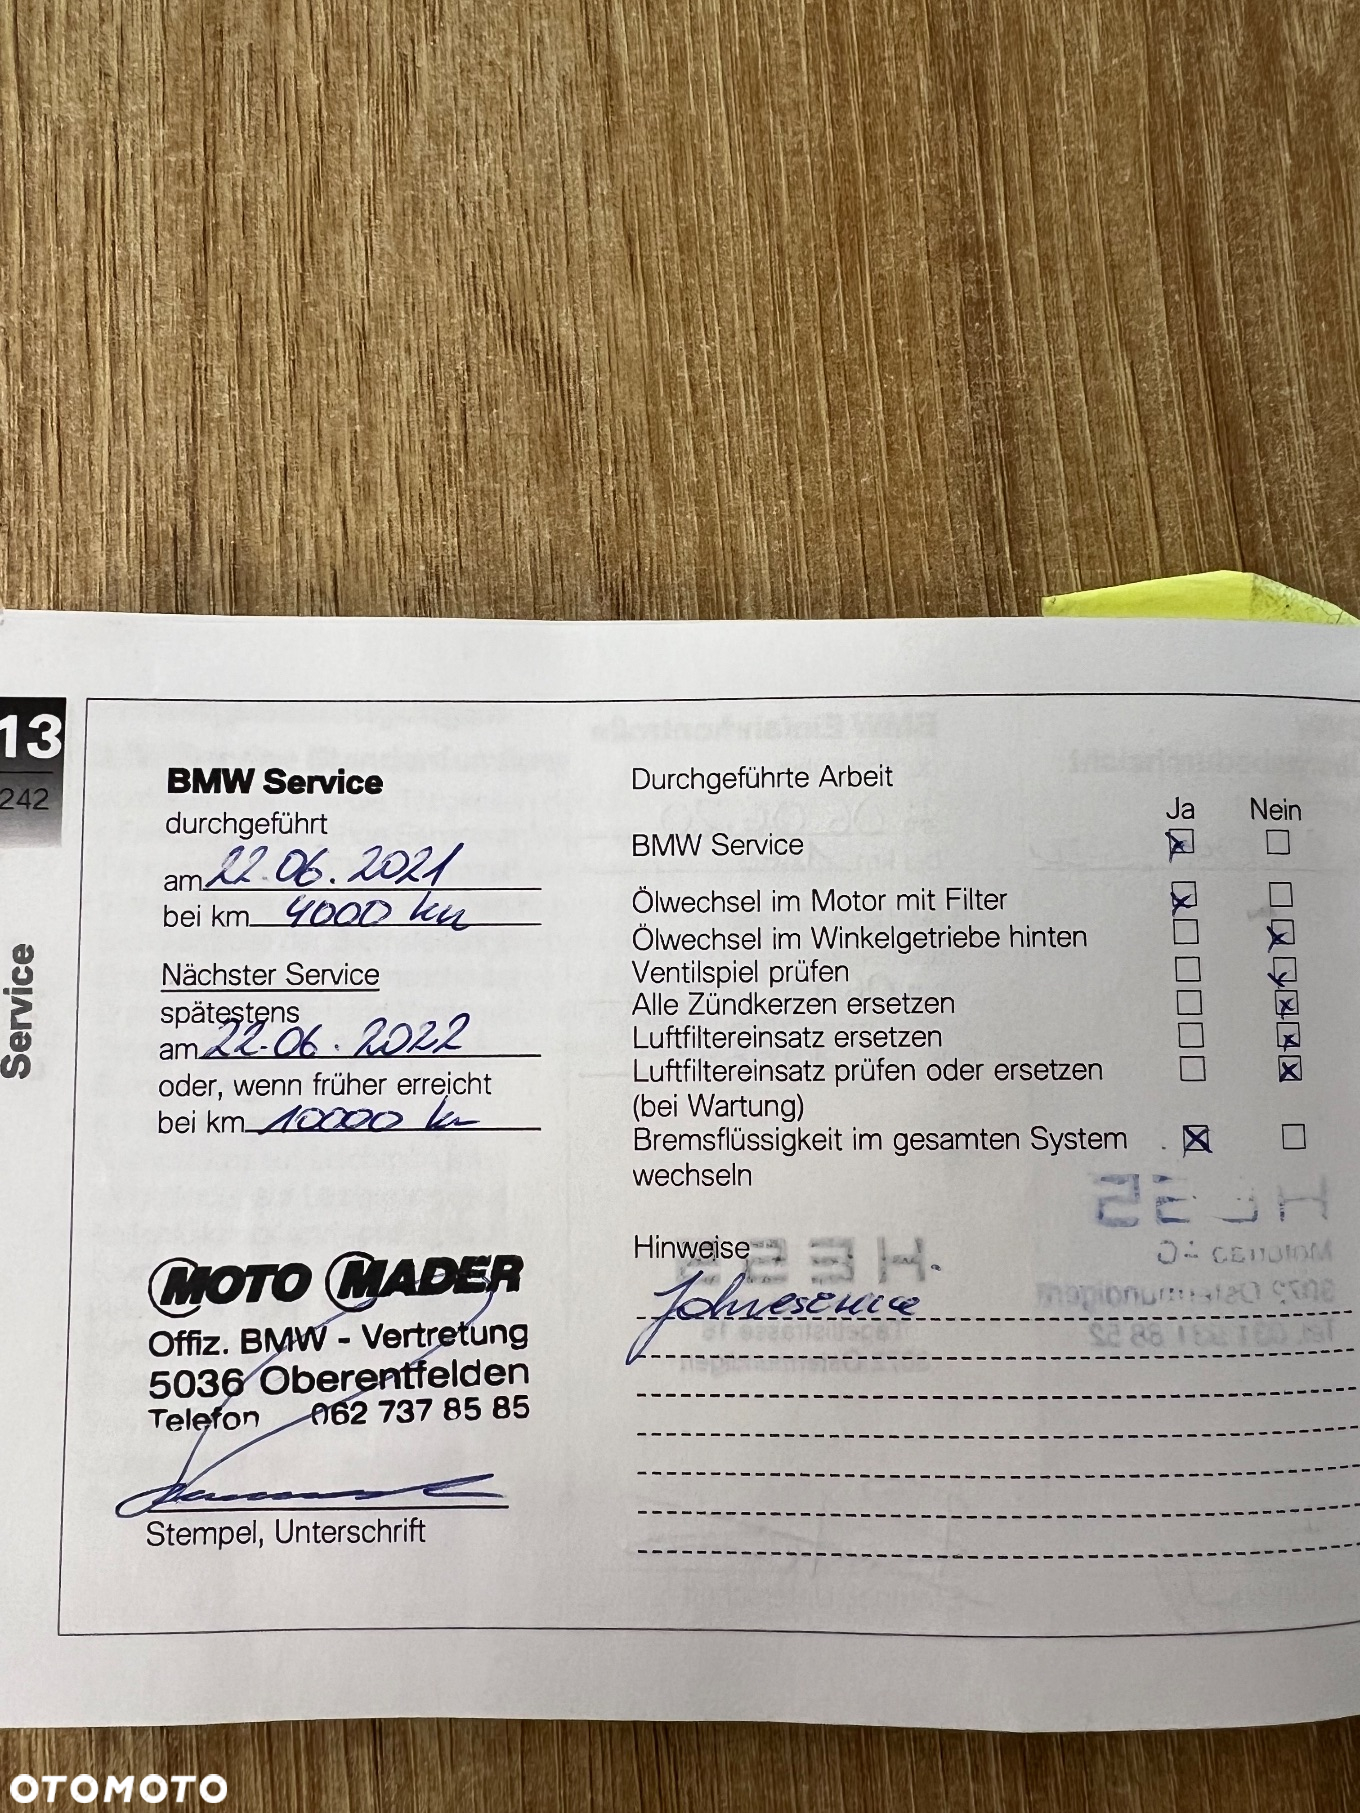 13
242
Service
BMW Service
durchgeführt
am 22.06.2021
bei km 4000 km
Nächster Service
spätestens
am 22.06.2022
oder, wenn früher erreicht
bei km 10000 km
MOTO MADER
Offiz. BMW - Vertretung
5036 Oberentfelden
Telefon 062 737 85 85
Stempel, Unterschrift
Durchgeführte Arbeit
Ja Nein
BMW Service
Ölwechsel im Motor mit Filter
Ölwechsel im Winkelgetriebe hinten
Ventilspiel prüfen
Alle Zündkerzen ersetzen
Luftfiltereinsatz ersetzen
Luftfiltereinsatz prüfen oder ersetzen
(bei Wartung)
Bremsflüssigkeit im gesamten System
wechseln
Hinweise
Jahresservice
OTOMOTO